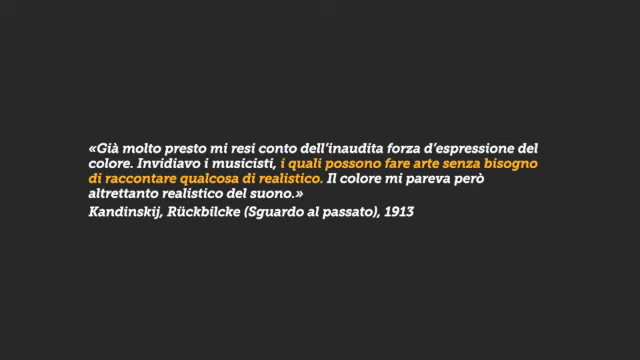 «Già molto presto mi resi conto dell'inaudita forza d'espressione del
colore. Invidiavo i musicisti, i quali possono fare arte senza bisogno
di raccontare qualcosa di realistico. Il colore mi pareva però
altrettanto realistico del suono.»
Kandinskij, Rückbilcke (Sguardo al passato), 1913